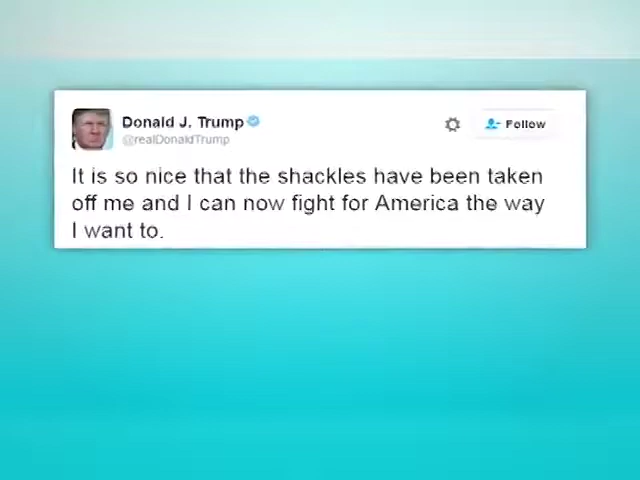 Donald J. Trump
@realDonaldTrump
Follow
It is so nice that the shackles have been taken
off me and I can now fight for America the way
I want to.